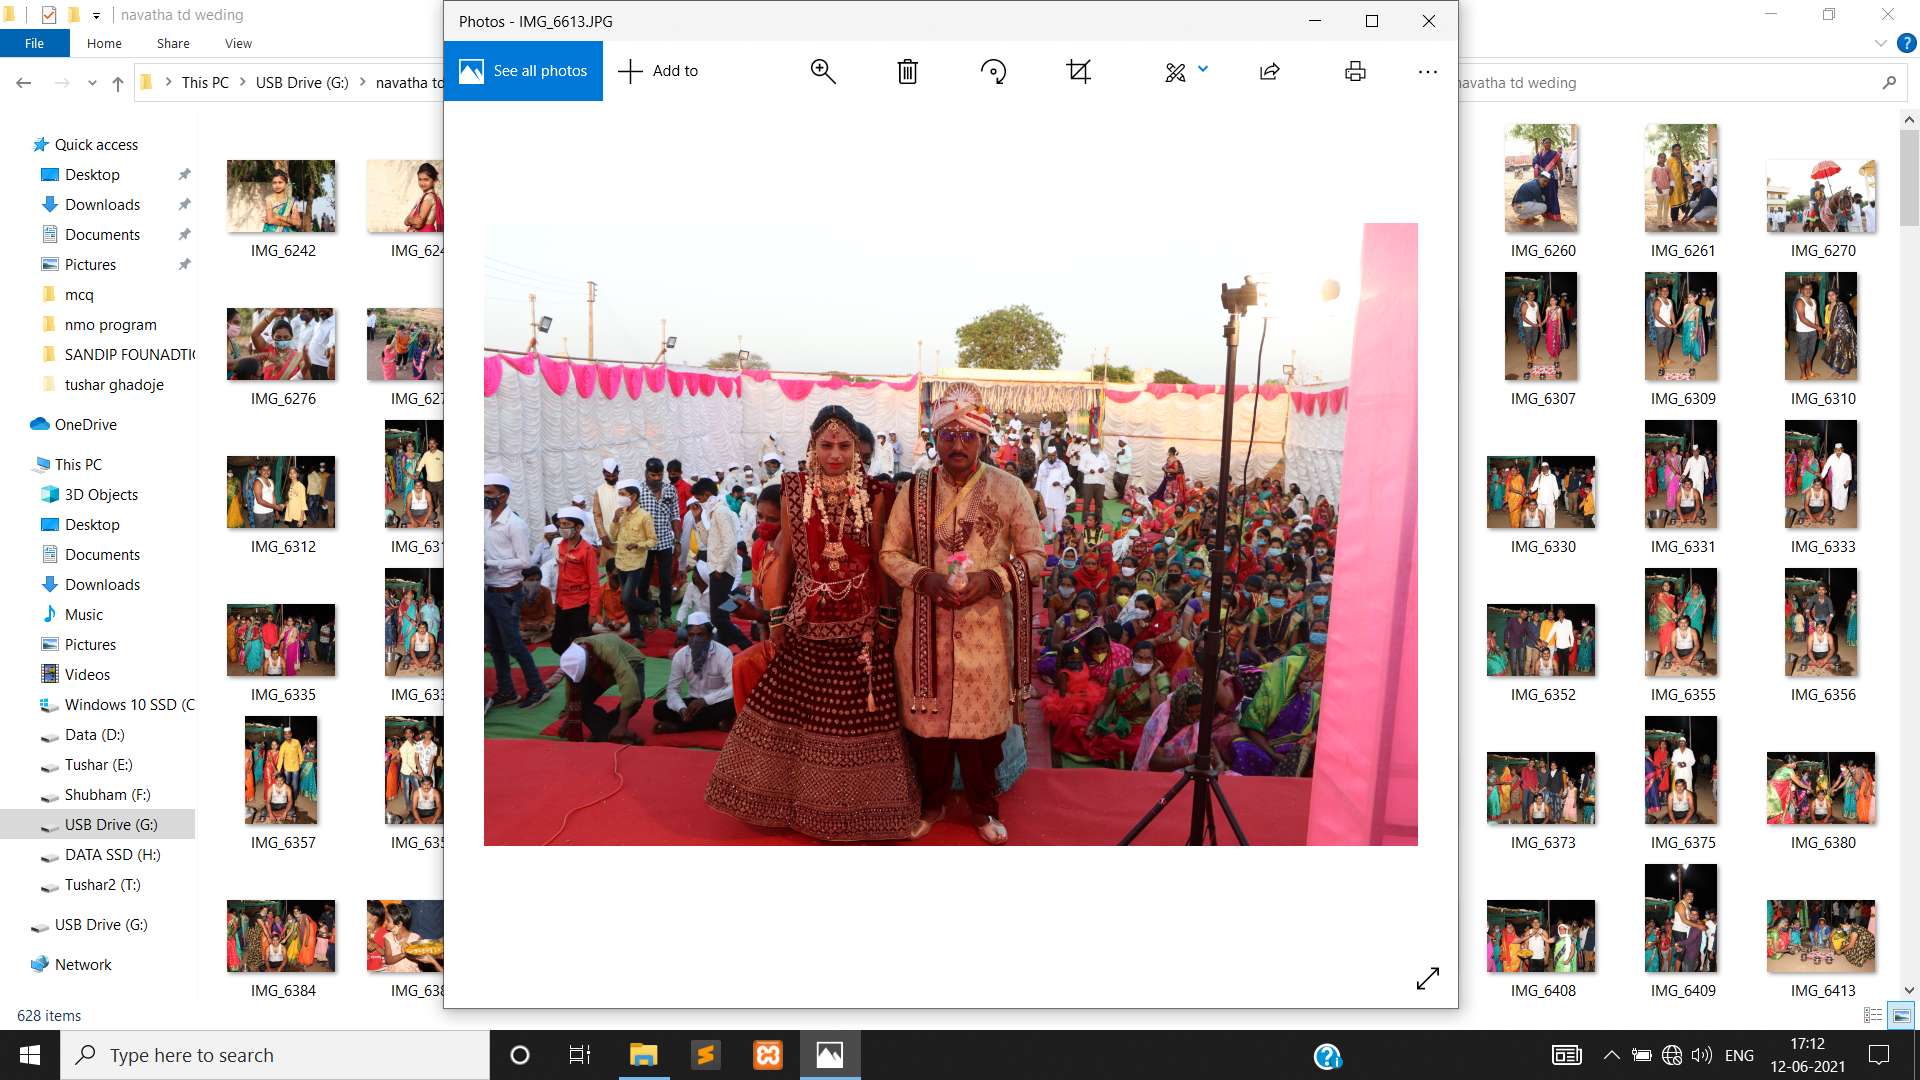 navatha td weding
File Home Share View
This PC USB Drive (G:) navatha td
navatha td weding
Photos - IMG_6613.JPG
See all photos
Add to
Quick access
Desktop
Downloads
Documents
Pictures
mcq
nmo program
SANDIP FOUNADTI
tushar ghadoje
OneDrive
This PC
3D Objects
Desktop
Documents
Downloads
Music
Pictures
Videos
Windows 10 SSD (C
Data (D:)
Tushar (E:)
Shubham (F:)
USB Drive (G:)
DATA SSD (H:)
Tushar2 (T:)
USB Drive (G:)
Network
IMG_6242 IMG_624 IMG_6260 IMG_6261 IMG_6270
IMG_6276 IMG_627 IMG_6307 IMG_6309 IMG_6310
IMG_6312 IMG_631 IMG_6330 IMG_6331 IMG_6333
IMG_6335 IMG_633 IMG_6352 IMG_6355 IMG_6356
IMG_6357 IMG_635 IMG_6373 IMG_6375 IMG_6380
IMG_6384 IMG_638 IMG_6408 IMG_6409 IMG_6413
628 items
Type here to search
ENG
17:12
12-06-2021